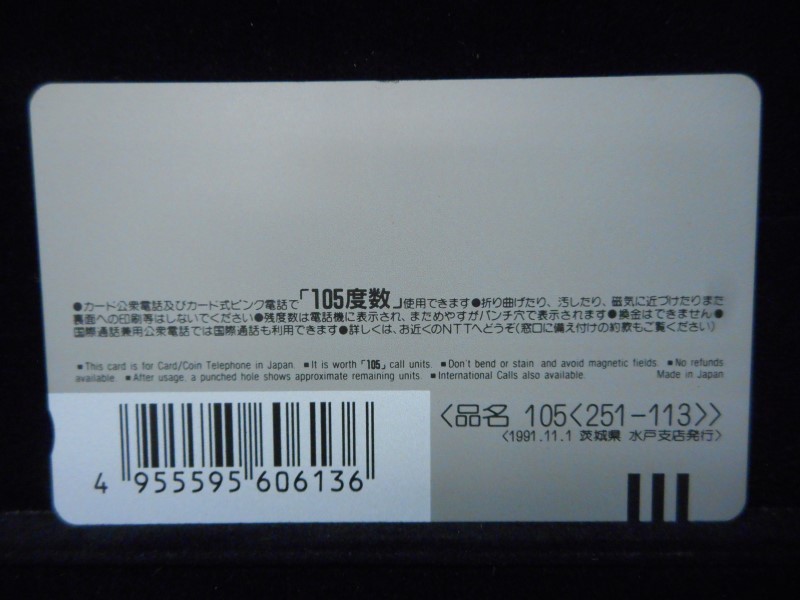 ●カード公衆電話及びカード式ピンク電話で「105度数」使用できます●折り曲げたり、汚したり、磁気に近づけたりまた
裏面への印刷等はしないでください●残度数は電話機に表示され、まためやすがパンチ穴で表示されます●換金はできません●
国際通話兼用公衆電話では国際通話も利用できます●詳しくは、お近くのNTTへどうぞ(窓口に備え付けの約款もご覧ください)
■This card is for Card/Coin Telephone in Japan. ■It is worth「105」call units. ■Don't bend or stain and avoid magnetic fields. ■No refunds
available. ■After usage, a punched hole shows approximate remaining units. ■International Calls also available. Made in Japan
〈品名 105〈251-113〉〉
〈1991.11.1 茨城県 水戸支店発行〉
4 955595 606136